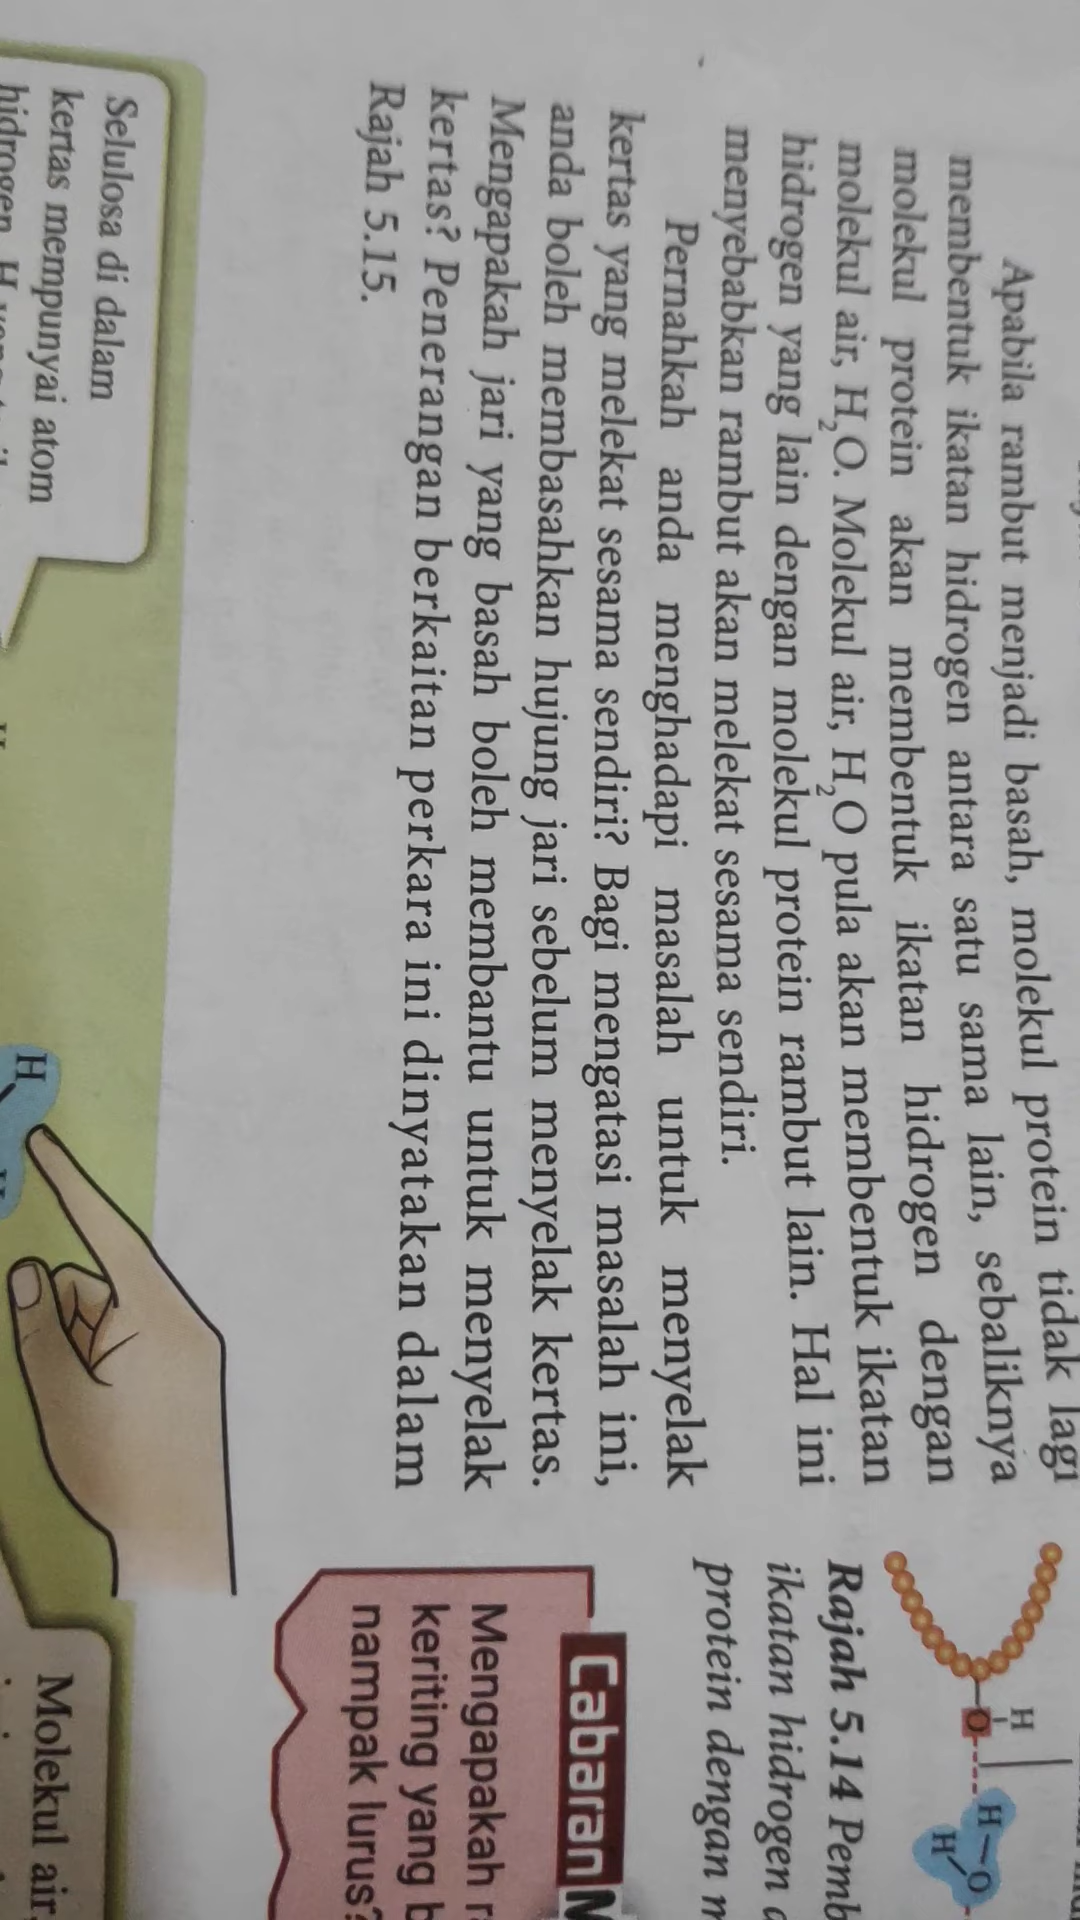 Apabila rambut menjadi basah, molekul protein tidak lagi
membentuk ikatan hidrogen antara satu sama lain, sebaliknya
molekul protein akan membentuk ikatan hidrogen dengan
molekul air, H₂O. Molekul air, H₂O pula akan membentuk ikatan
hidrogen yang lain dengan molekul protein rambut lain. Hal ini
menyebabkan rambut akan melekat sesama sendiri.
Pernahkah anda menghadapi masalah untuk menyelak
kertas yang melekat sesama sendiri? Bagi mengatasi masalah ini,
anda boleh membasahkan hujung jari sebelum menyelak kertas.
Mengapakah jari yang basah boleh membantu untuk menyelak
kertas? Penerangan berkaitan perkara ini dinyatakan dalam
Rajah 5.15.
H
O
H
O
H
Rajah 5.14
ikatan hidrogen
protein dengan
Cabaran
Mengapakah
keriting yang
nampak lurus?
Selulosa di dalam
kertas mempunyai atom
hidrogen, H
H
Molekul air,